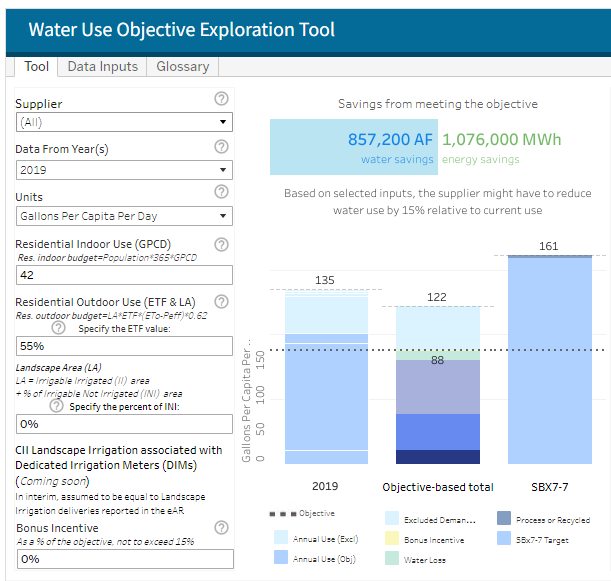 Water Use Objective Exploration Tool
Tool
Data Inputs
Glossary
Supplier
?
(All)
Data From Year(s)
?
2019
Units
?
Gallons Per Capita Per Day
Residential Indoor Use (GPCD)
?
Res. indoor budget=Population*365*GPCD
42
Residential Outdoor Use (ETF & LA)
?
Res. outdoor budget=LA*ETF*(ETo-Peff)*0.62
? Specify the ETF value:
55%
Landscape Area (LA)
LA = Irrigable Irrigated (II) area
+ % of Irrigable Not Irrigated (INI) area
? Specify the percent of INI:
0%
CII Landscape Irrigation associated with
Dedicated Irrigation Meters (DIMs)
(Coming soon)
In interim, assumed to be equal to Landscape
Irrigation deliveries reported in the eAR
Bonus Incentive
?
As a % of the objective, not to exceed 15%
0%
Savings from meeting the objective
857,200 AF
water savings
1,076,000 MWh
energy savings
Based on selected inputs, the supplier might have to reduce
water use by 15% relative to current use
161
135
122
88
Gallons Per Capita Per ..
150
100
50
0
2019
Objective-based total
SBX7-7
Objective
Annual Use (Excl)
Annual Use (Obj)
Excluded Deman...
Bonus Incentive
Water Loss
Process or Recycled
SBx7-7 Target